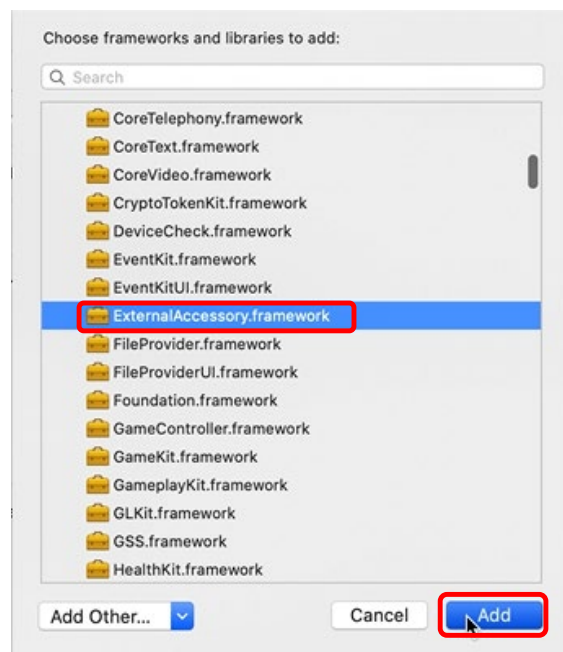 Choose frameworks and libraries to add:
Search
CoreTelephony.framework
CoreText.framework
CoreVideo.framework
CryptoTokenKit.framework
DeviceCheck.framework
EventKit.framework
EventKitUI.framework
ExternalAccessory.framework
FileProvider.framework
FileProviderUI.framework
Foundation.framework
GameController.framework
GameKit.framework
GameplayKit.framework
GLKit.framework
GSS.framework
HealthKit.framework
Add Other... Cancel Add